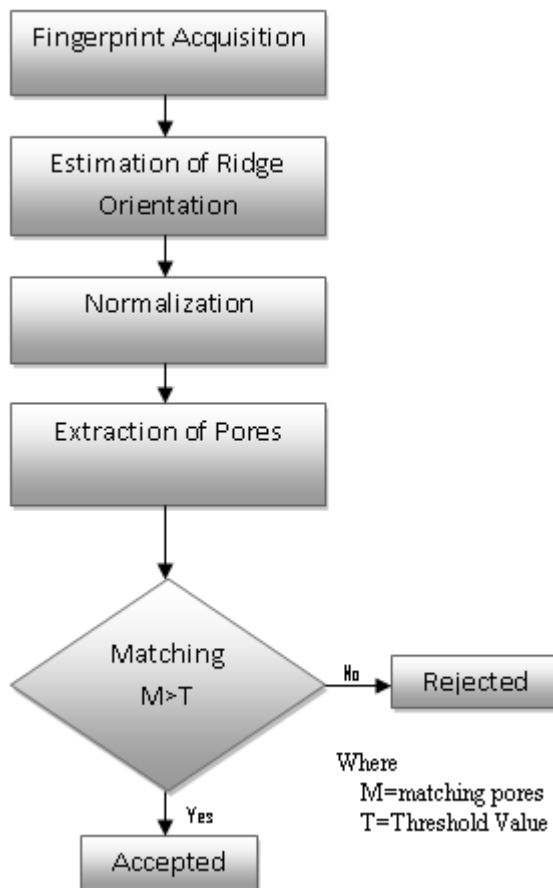 Fingerprint Acquisition
Estimation of Ridge
Orientation
Normalization
Extraction of Pores
Matching
M>T
No
Rejected
Where
M=matching pores
T=Threshold Value
Yes
Accepted